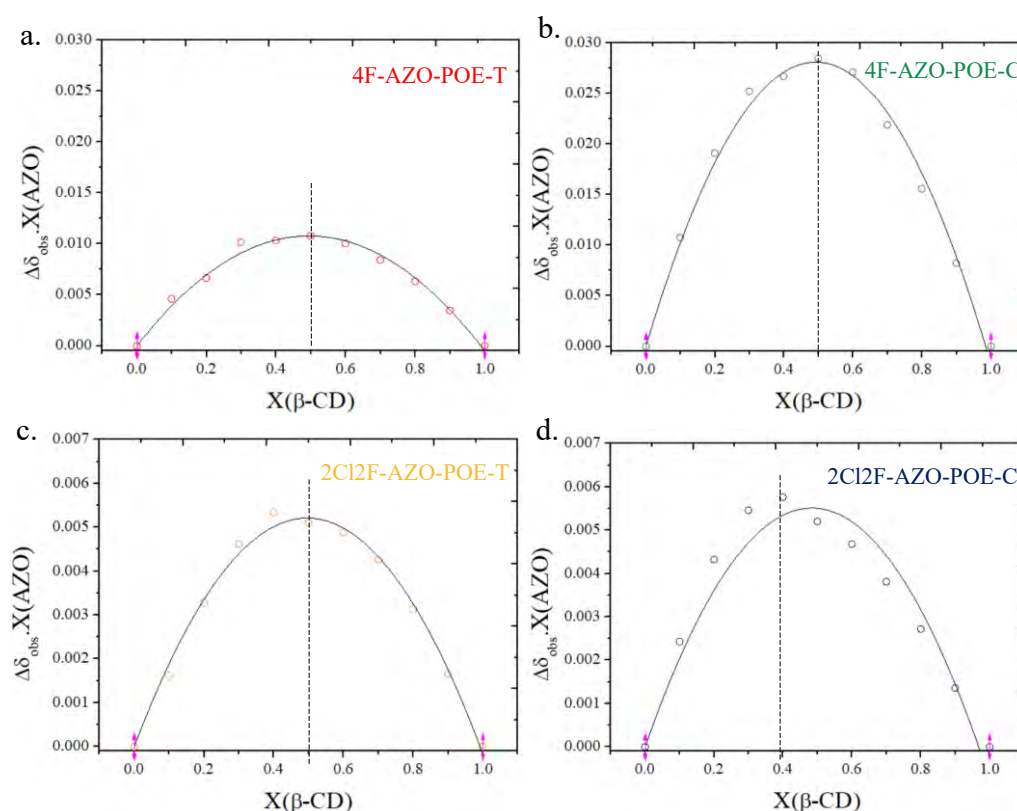 a.
4F-AZO-POE-T
0.030
0.025
0.020
0.015
0.010
0.005
0.000
Δδobs.X(AZO)
0.0 0.2 0.4 0.6 0.8 1.0
X(β-CD)
b.
4F-AZO-POE-C
0.030
0.025
0.020
0.015
0.010
0.005
0.000
Δδobs.X(AZO)
0.0 0.2 0.4 0.6 0.8 1.0
X(β-CD)
c.
2Cl2F-AZO-POE-T
0.007
0.006
0.005
0.004
0.003
0.002
0.001
0.000
Δδobs.X(AZO)
0.0 0.2 0.4 0.6 0.8 1.0
X(β-CD)
d.
2Cl2F-AZO-POE-C
0.007
0.006
0.005
0.004
0.003
0.002
0.001
0.000
Δδobs.X(AZO)
0.0 0.2 0.4 0.6 0.8 1.0
X(β-CD)